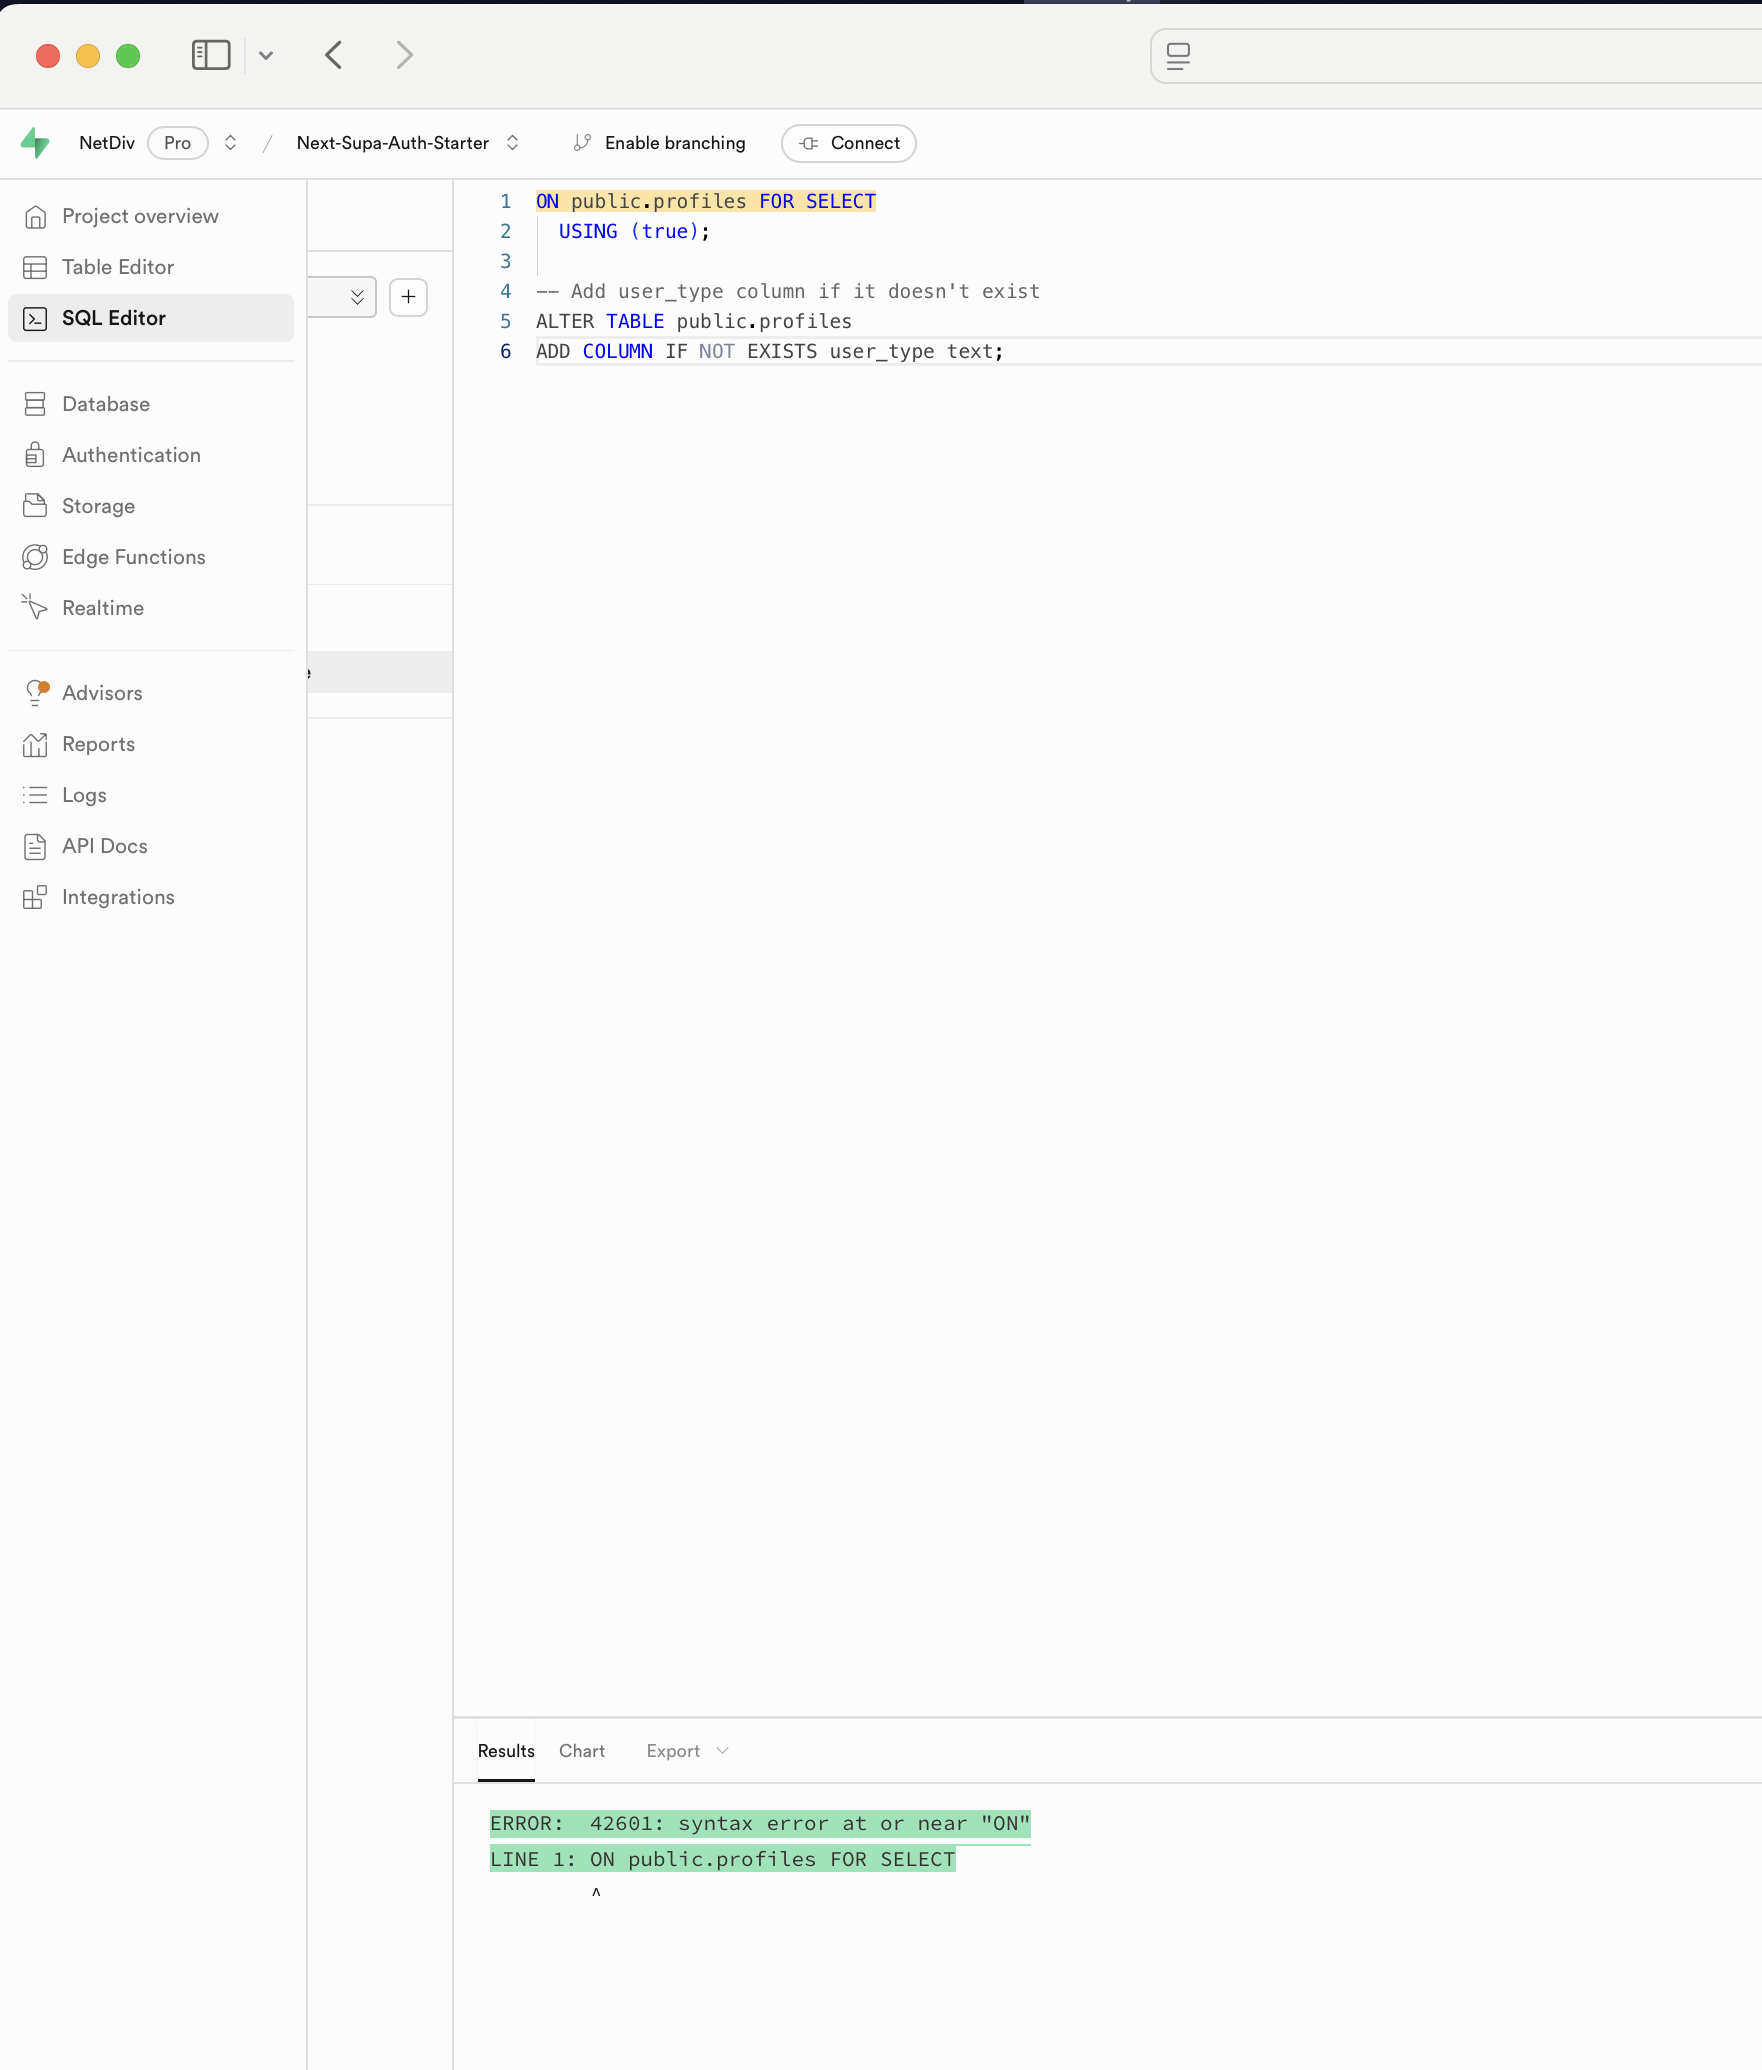 NetDiv Pro / Next-Supa-Auth-Starter Enable branching Connect
Project overview
Table Editor
SQL Editor
Database
Authentication
Storage
Edge Functions
Realtime
Advisors
Reports
Logs
API Docs
Integrations
1 ON public.profiles FOR SELECT
2 USING (true);
3
4 -- Add user_type column if it doesn't exist
5 ALTER TABLE public.profiles
6 ADD COLUMN IF NOT EXISTS user_type text;
Results Chart Export
ERROR: 42601: syntax error at or near "ON"
LINE 1: ON public.profiles FOR SELECT
^